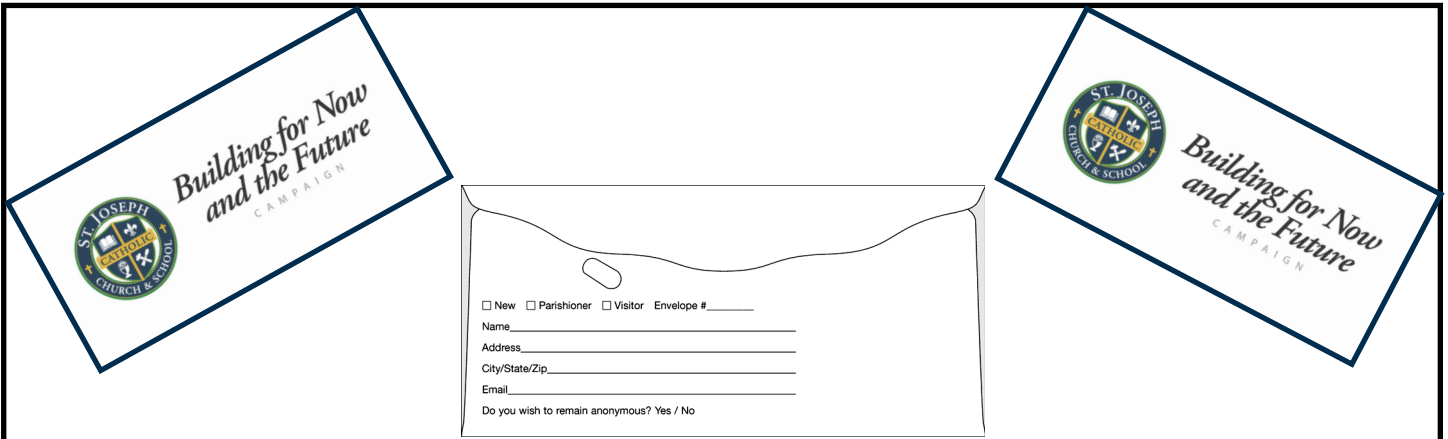 Building for Now
and the Future
CAMPAIGN
ST. JOSEPH
CATHOLIC
CHURCH & SCHOOL
ST. JOSEPH
CATHOLIC
CHURCH & SCHOOL
Building for Now
and the Future
CAMPAIGN
☐ New ☐ Parishioner ☐ Visitor Envelope #________
Name
Address
City/State/Zip
Email
Do you wish to remain anonymous? Yes / No